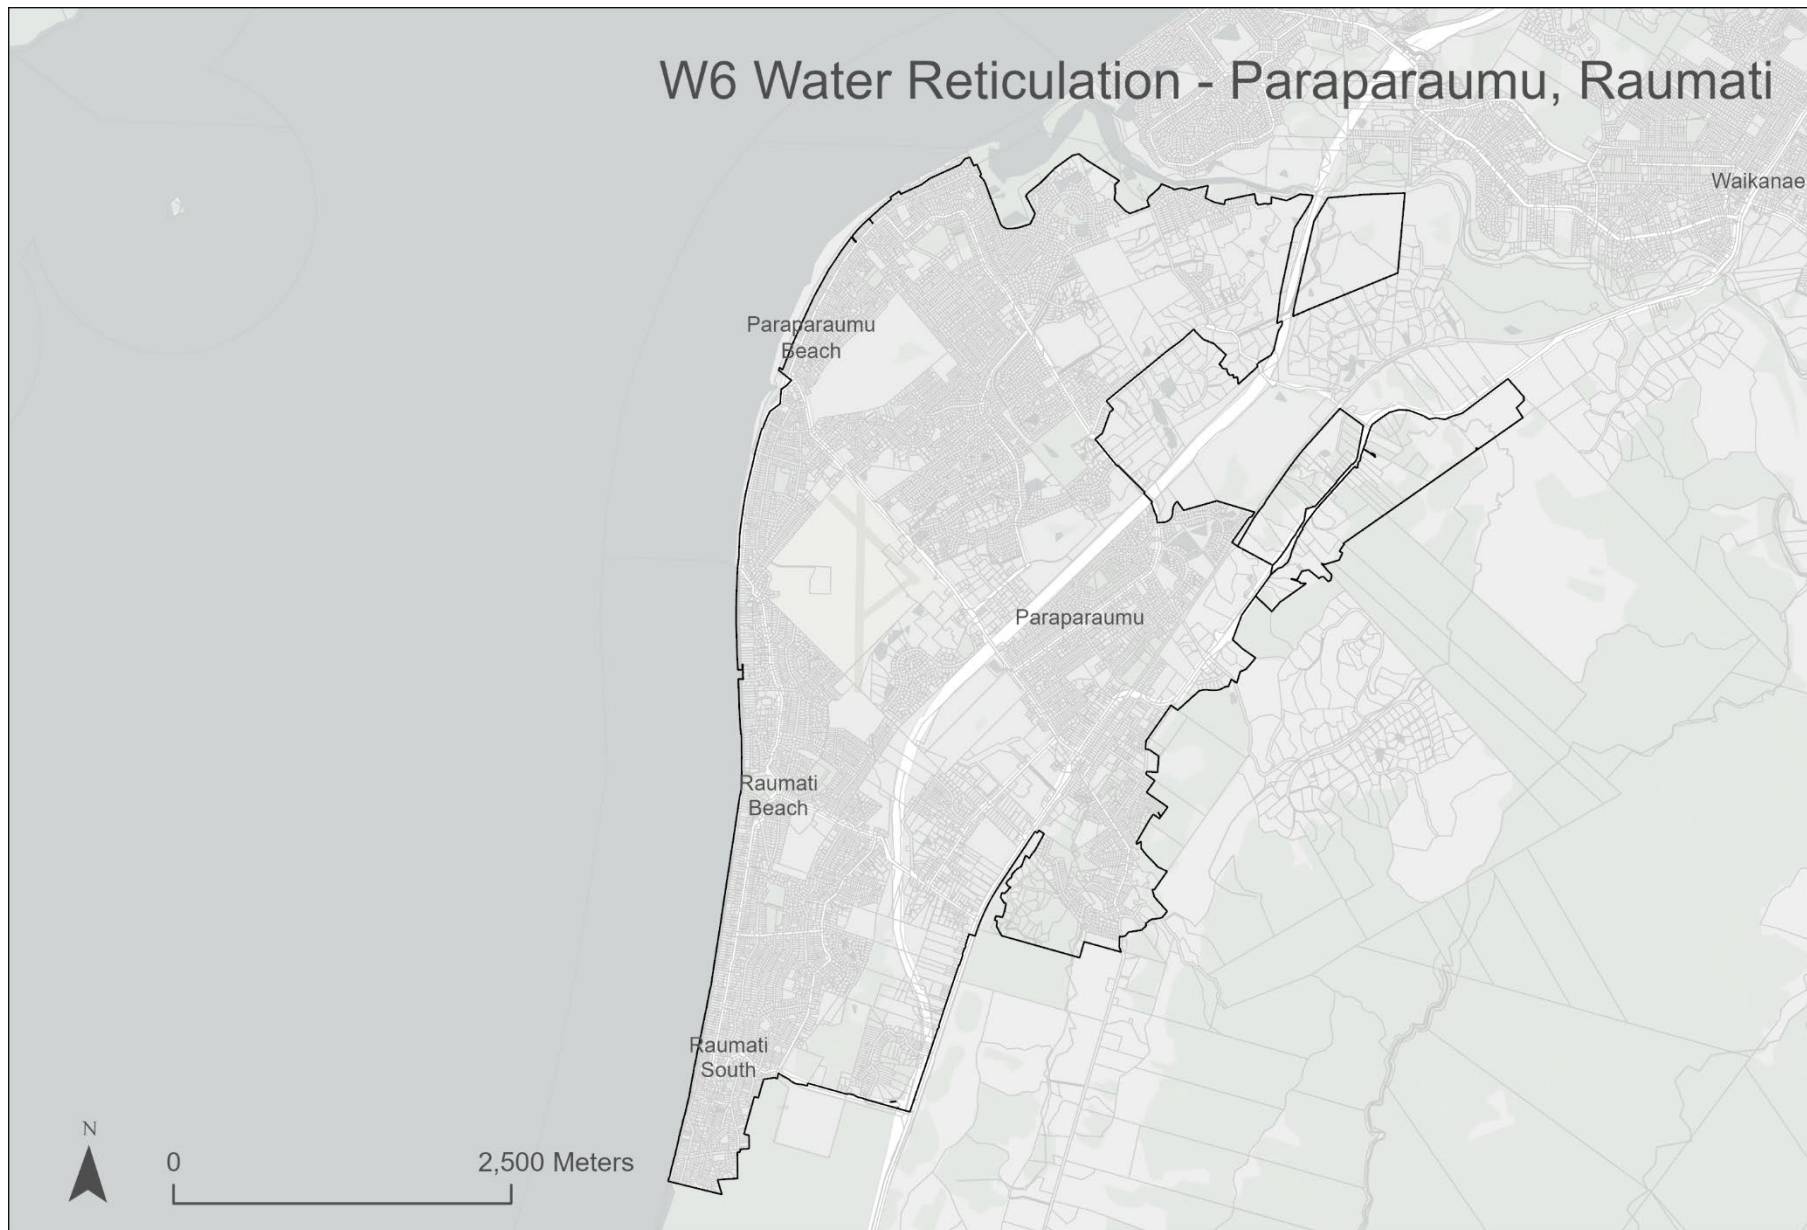 W6 Water Reticulation - Paraparaumu, Raumati
Waikanae
Paraparaumu
Beach
Paraparaumu
Raumati
Beach
Raumati
South
N
0
2,500 Meters